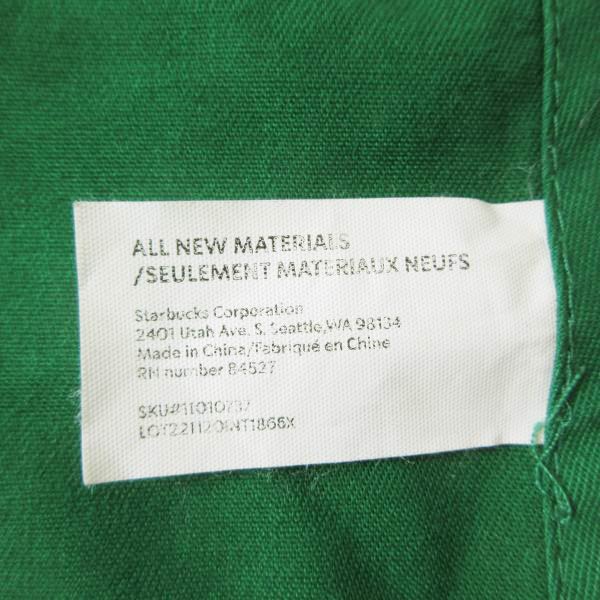 ALL NEW MATERIALS
/SEULEMENT MATERIAUX NEUFS
Starbucks Corporation
2401 Utah Ave. S. Seattle,WA 98134
Made in China/Fabriqué en Chine
RN number 84527